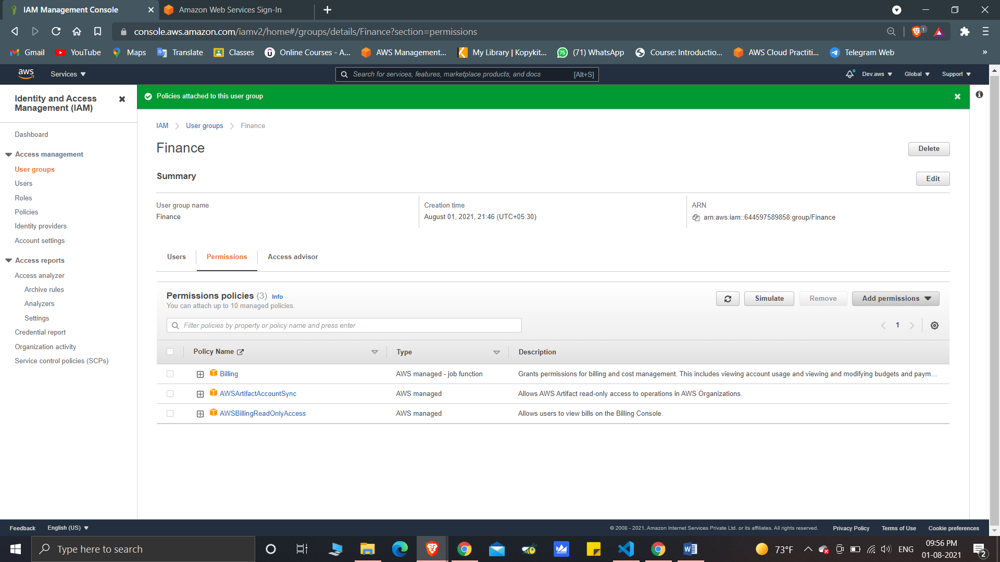 IAM Management Console
Amazon Web Services Sign-In
console.aws.amazon.com/iamv2/home#/groups/details/Finance?section=permissions
1
Gmail
YouTube
Maps
Translate
Classes
Online Courses - A...
AWS Management...
My Library | Kopykit...
75
(71) WhatsApp
Course: Introductio...
AWS Cloud Practiti...
Telegram Web
»
aws
Services
Search for services, features, marketplace products, and docs
[Alt+S]
Dev.aws
Global
Support
Identity and Access
Management (IAM)
Dashboard
Access management
User groups
Users
Roles
Policies
Identity providers
Account settings
Access reports
Access analyzer
Archive rules
Analyzers
Settings
Credential report
Organization activity
Service control policies (SCPs)
Policies attached to this user group
IAM
User groups
Finance
Finance
Delete
Summary
Edit
User group name
Finance
Creation time
August 01, 2021, 21:46 (UTC+05:30)
ARN
arn:aws:iam::644597589858:group/Finance
Users
Permissions
Access advisor
Permissions policies (3) Info
You can attach up to 10 managed policies.
Simulate
Remove
Add permissions
Filter policies by property or policy name and press enter
1
Policy Name
Type
Description
Billing
AWS managed - job function
Grants permissions for billing and cost management. This includes viewing account usage and viewing and modifying budgets and paym...
AWSArtifactAccountSync
AWS managed
Allows AWS Artifact read-only access to operations in AWS Organizations.
AWSBillingReadOnlyAccess
AWS managed
Allows users to view bills on the Billing Console.
Feedback
English (US)
© 2008 - 2021, Amazon Internet Services Private Ltd. or its affiliates. All rights reserved.
Privacy Policy
Terms of Use
Cookie preferences
Type here to search
73°F
ENG
09:56 PM
01-08-2021
2